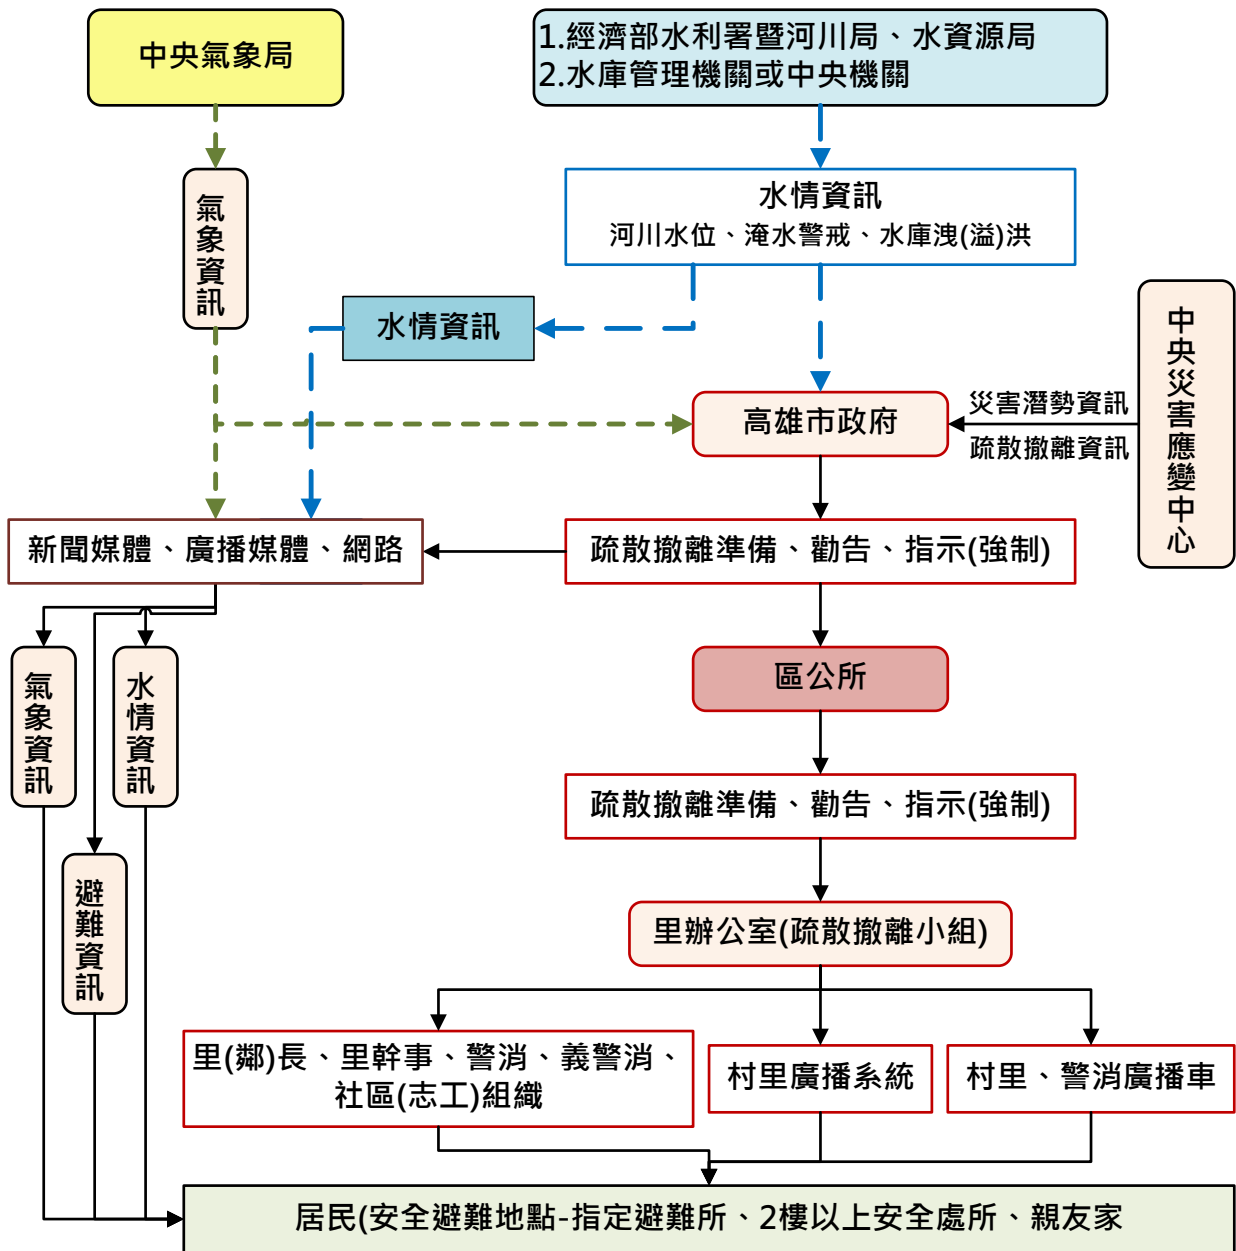 中央氣象局
1.經濟部水利署暨河川局、水資源局
2.水庫管理機關或中央機關
氣象資訊
水情資訊
河川水位、淹水警戒、水庫洩(溢)洪
水情資訊
中央災害應變中心
災害潛勢資訊
疏散撤離資訊
高雄市政府
新聞媒體、廣播媒體、網路
疏散撤離準備、勸告、指示(強制)
氣象資訊
水情資訊
區公所
疏散撤離準備、勸告、指示(強制)
避難資訊
里辦公室(疏散撤離小組)
里(鄰)長、里幹事、警消、義警消、
社區(志工)組織
村里廣播系統
村里、警消廣播車
居民(安全避難地點-指定避難所、2樓以上安全處所、親友家